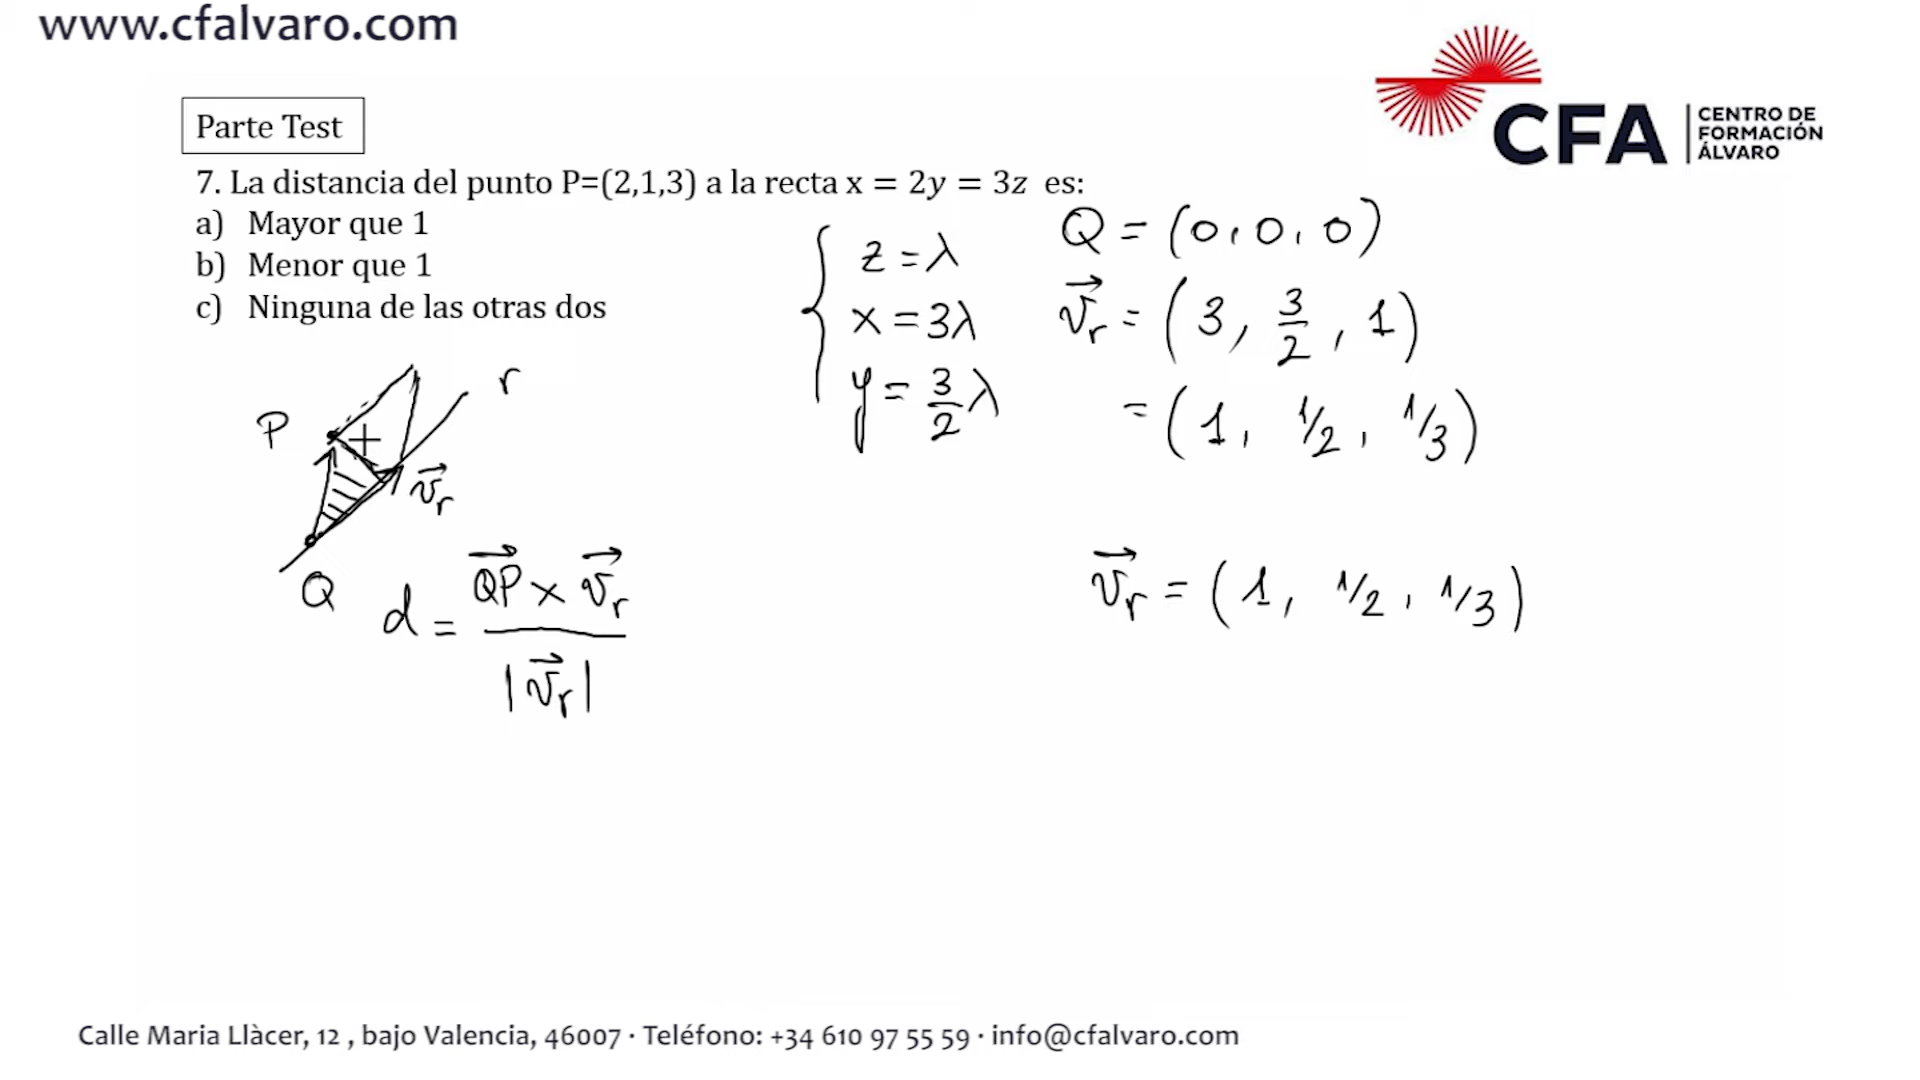 www.cfalvaro.com
CFA
CENTRO DE
FORMACIÓN
ÁLVARO
Parte Test
7. La distancia del punto P=(2,1,3) a la recta x = 2y = 3z es:
a) Mayor que 1
b) Menor que 1
c) Ninguna de las otras dos
z = λ
x = 3λ
y = 3/2 λ
Q = (0, 0, 0)
v⃗r = (3, 3/2, 1)
= (1, 1/2, 1/3)
r
P
v⃗r
Q
d = QP⃗ × v⃗r / |v⃗r|
v⃗r = (1, 1/2, 1/3)
Calle Maria Llàcer, 12 , bajo Valencia, 46007 · Teléfono: +34 610 97 55 59 · info@cfalvaro.com